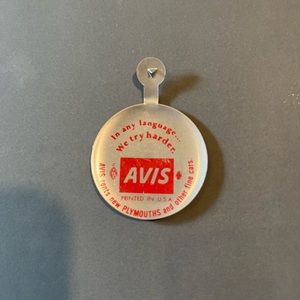 In any language...
We try harder.
AVIS
PRINTED IN U.S.A.
AVIS rents new PLYMOUTHS and other fine cars.